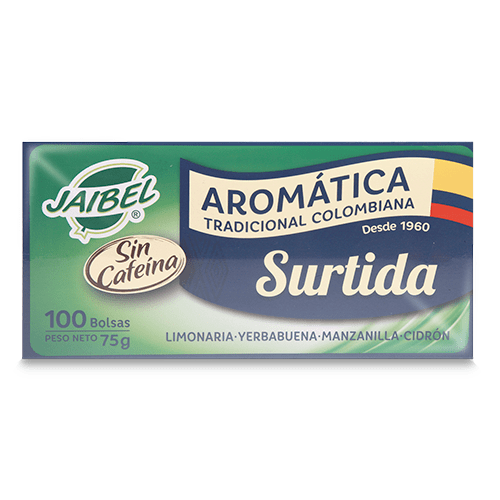 JAIBEL
®
Sin
Cafeína
100 Bolsas
PESO NETO 75g
AROMÁTICA
TRADICIONAL COLOMBIANA
Desde 1960
Surtida
LIMONARIA·YERBABUENA·MANZANILLA·CIDRÓN